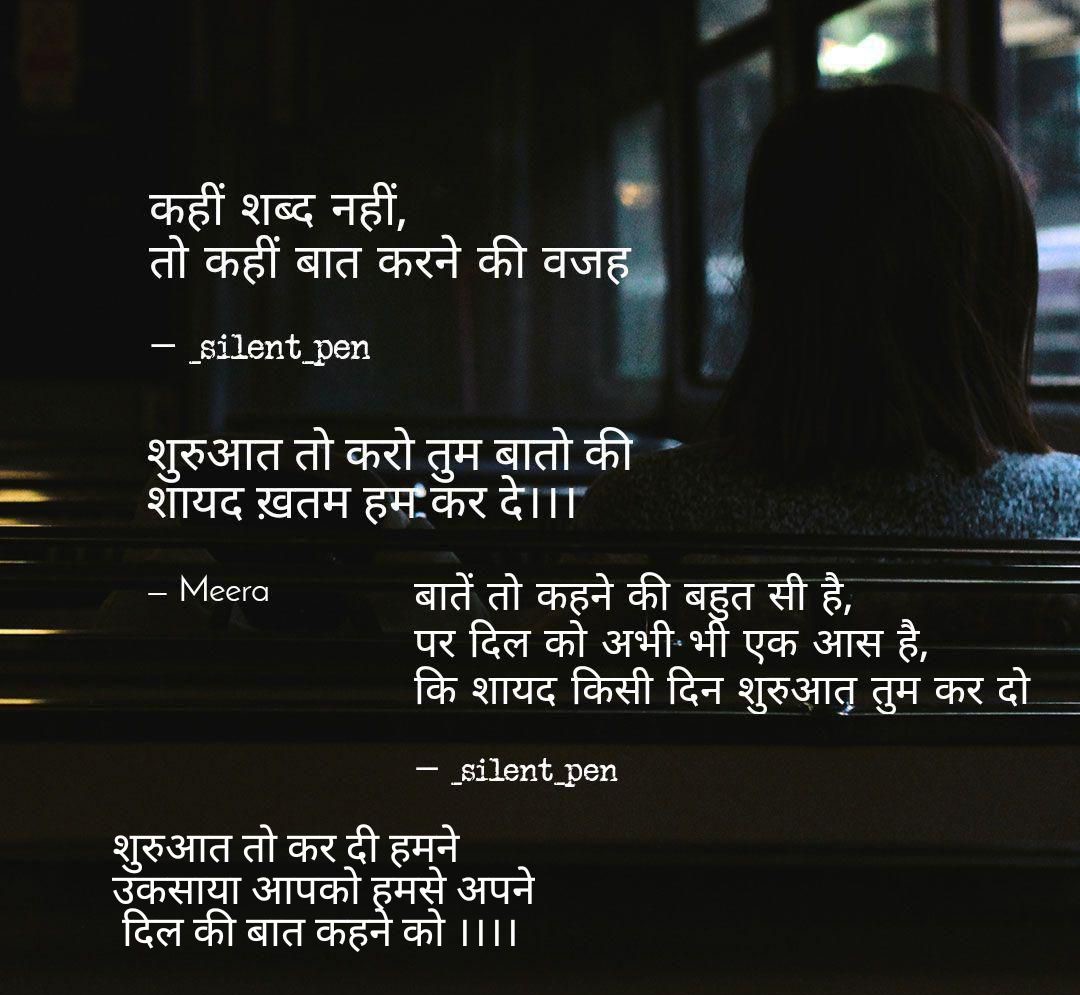 कहीं शब्द नहीं,
तो कहीं बात करने की वजह
— _silent_pen
शुरुआत तो करो तुम बातो की
शायद ख़तम हम कर दे।।।
— Meera
बातें तो कहने की बहुत सी है,
पर दिल को अभी भी एक आस है,
कि शायद किसी दिन शुरुआत तुम कर दो
— _silent_pen
शुरुआत तो कर दी हमने
उकसाया आपको हमसे अपने
दिल की बात कहने को ।।।।